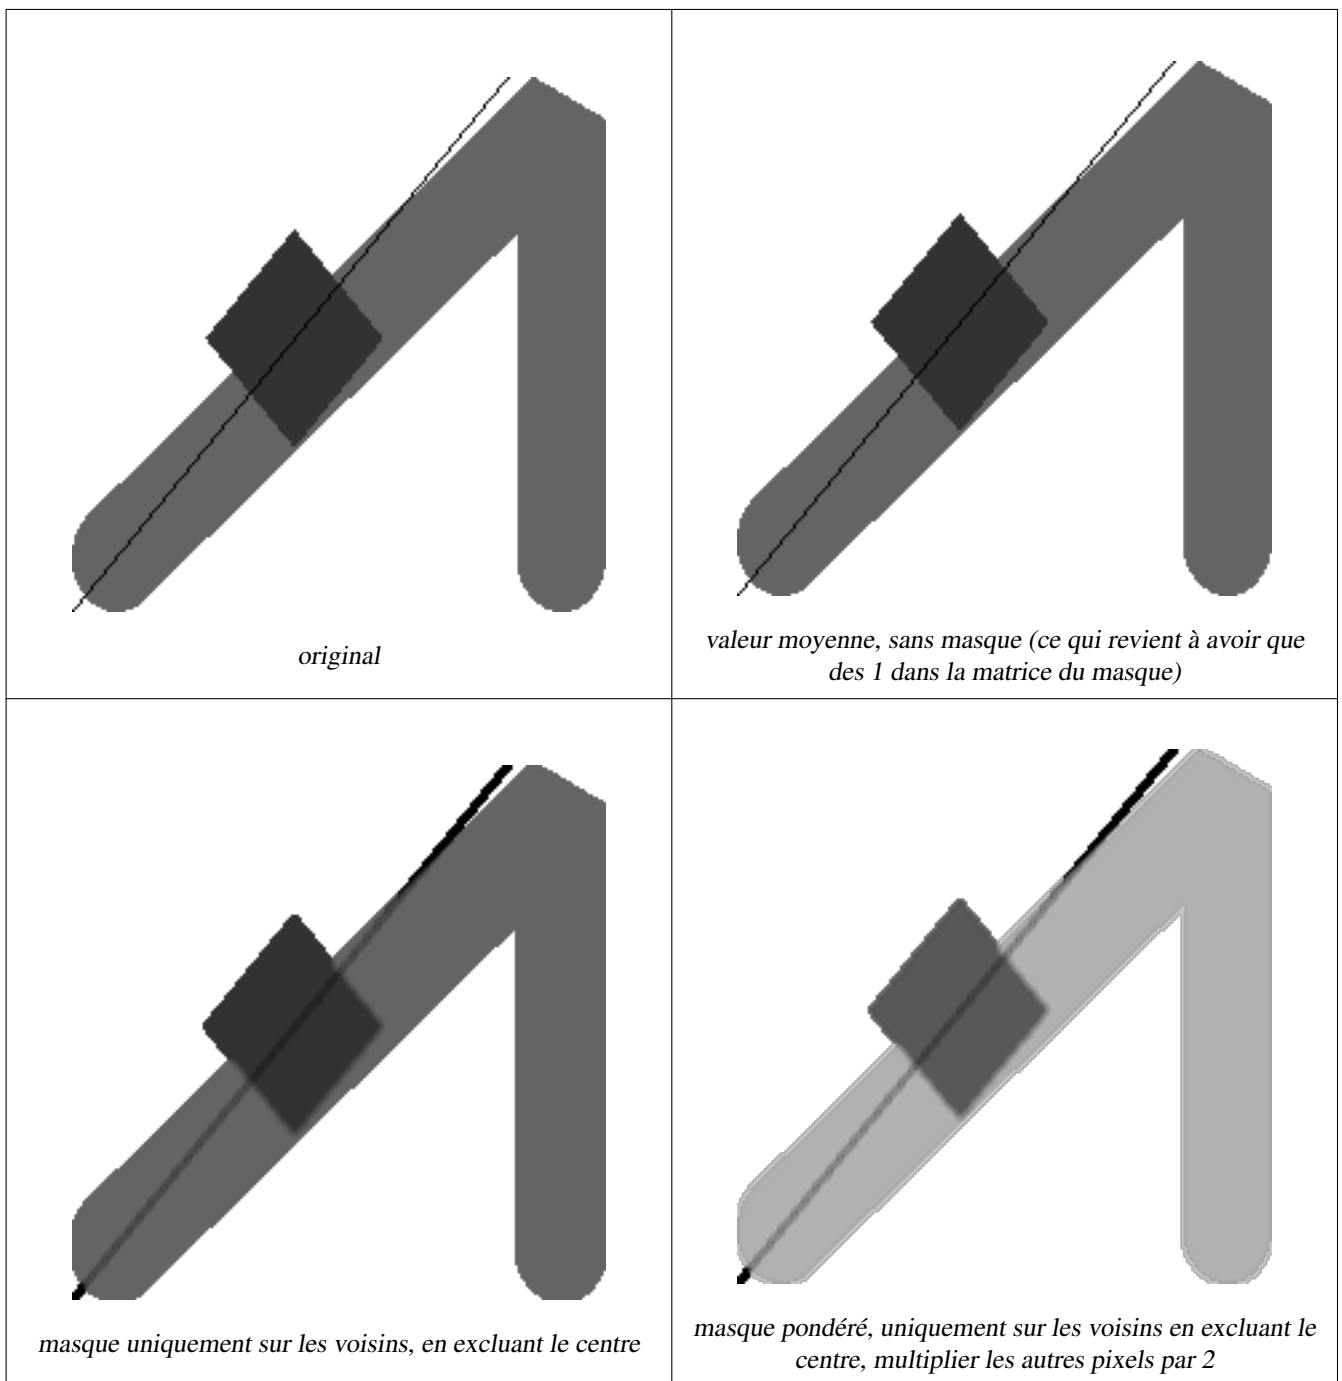 original
valeur moyenne, sans masque (ce qui revient à avoir que
des 1 dans la matrice du masque)
masque uniquement sur les voisins, en excluant le centre
masque pondéré, uniquement sur les voisins en excluant le
centre, multiplier les autres pixels par 2